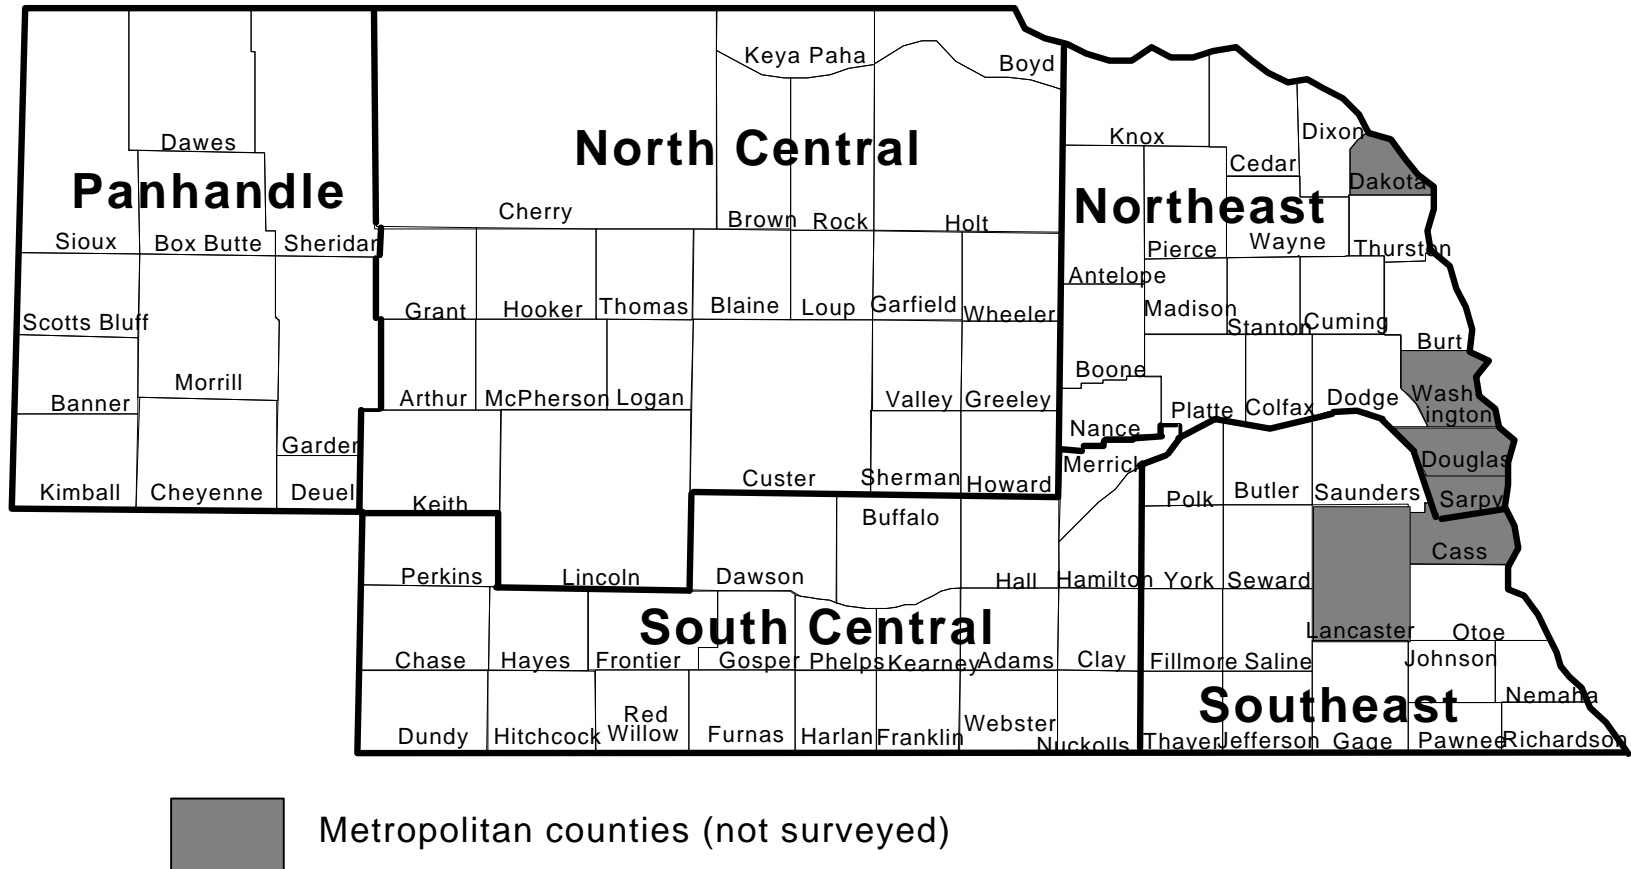 Keya Paha
Boyd
Knox
Dixon
Dawes
North Central
Cedar
Dakota
Panhandle
Northeast
Cherry
Brown
Rock
Holt
Sioux
Box Butte
Sheridan
Pierce
Wayne
Thurston
Antelope
Grant
Hooker
Thomas
Blaine
Loup
Garfield
Wheeler
Madison
Stanton
Cuming
Scotts Bluff
Burt
Boone
Morrill
Banner
Arthur
McPherson
Logan
Valley
Greeley
Platte
Colfax
Dodge
Wash
ington
Nance
Garden
Merrick
Douglas
Kimball
Cheyenne
Deuel
Keith
Custer
Sherman
Howard
Polk
Butler
Saunders
Sarpy
Buffalo
Cass
Perkins
Lincoln
Dawson
Hall
Hamilton
York
Seward
South Central
Lancaster
Otoe
Chase
Hayes
Frontier
Gosper
Phelps
Kearney
Adams
Clay
Fillmore
Saline
Johnson
Southeast
Nemaha
Dundy
Hitchcock
Red
Willow
Furnas
Harlan
Franklin
Webster
Nuckolls
Thayer
Jefferson
Gage
Pawnee
Richardson
Metropolitan counties (not surveyed)